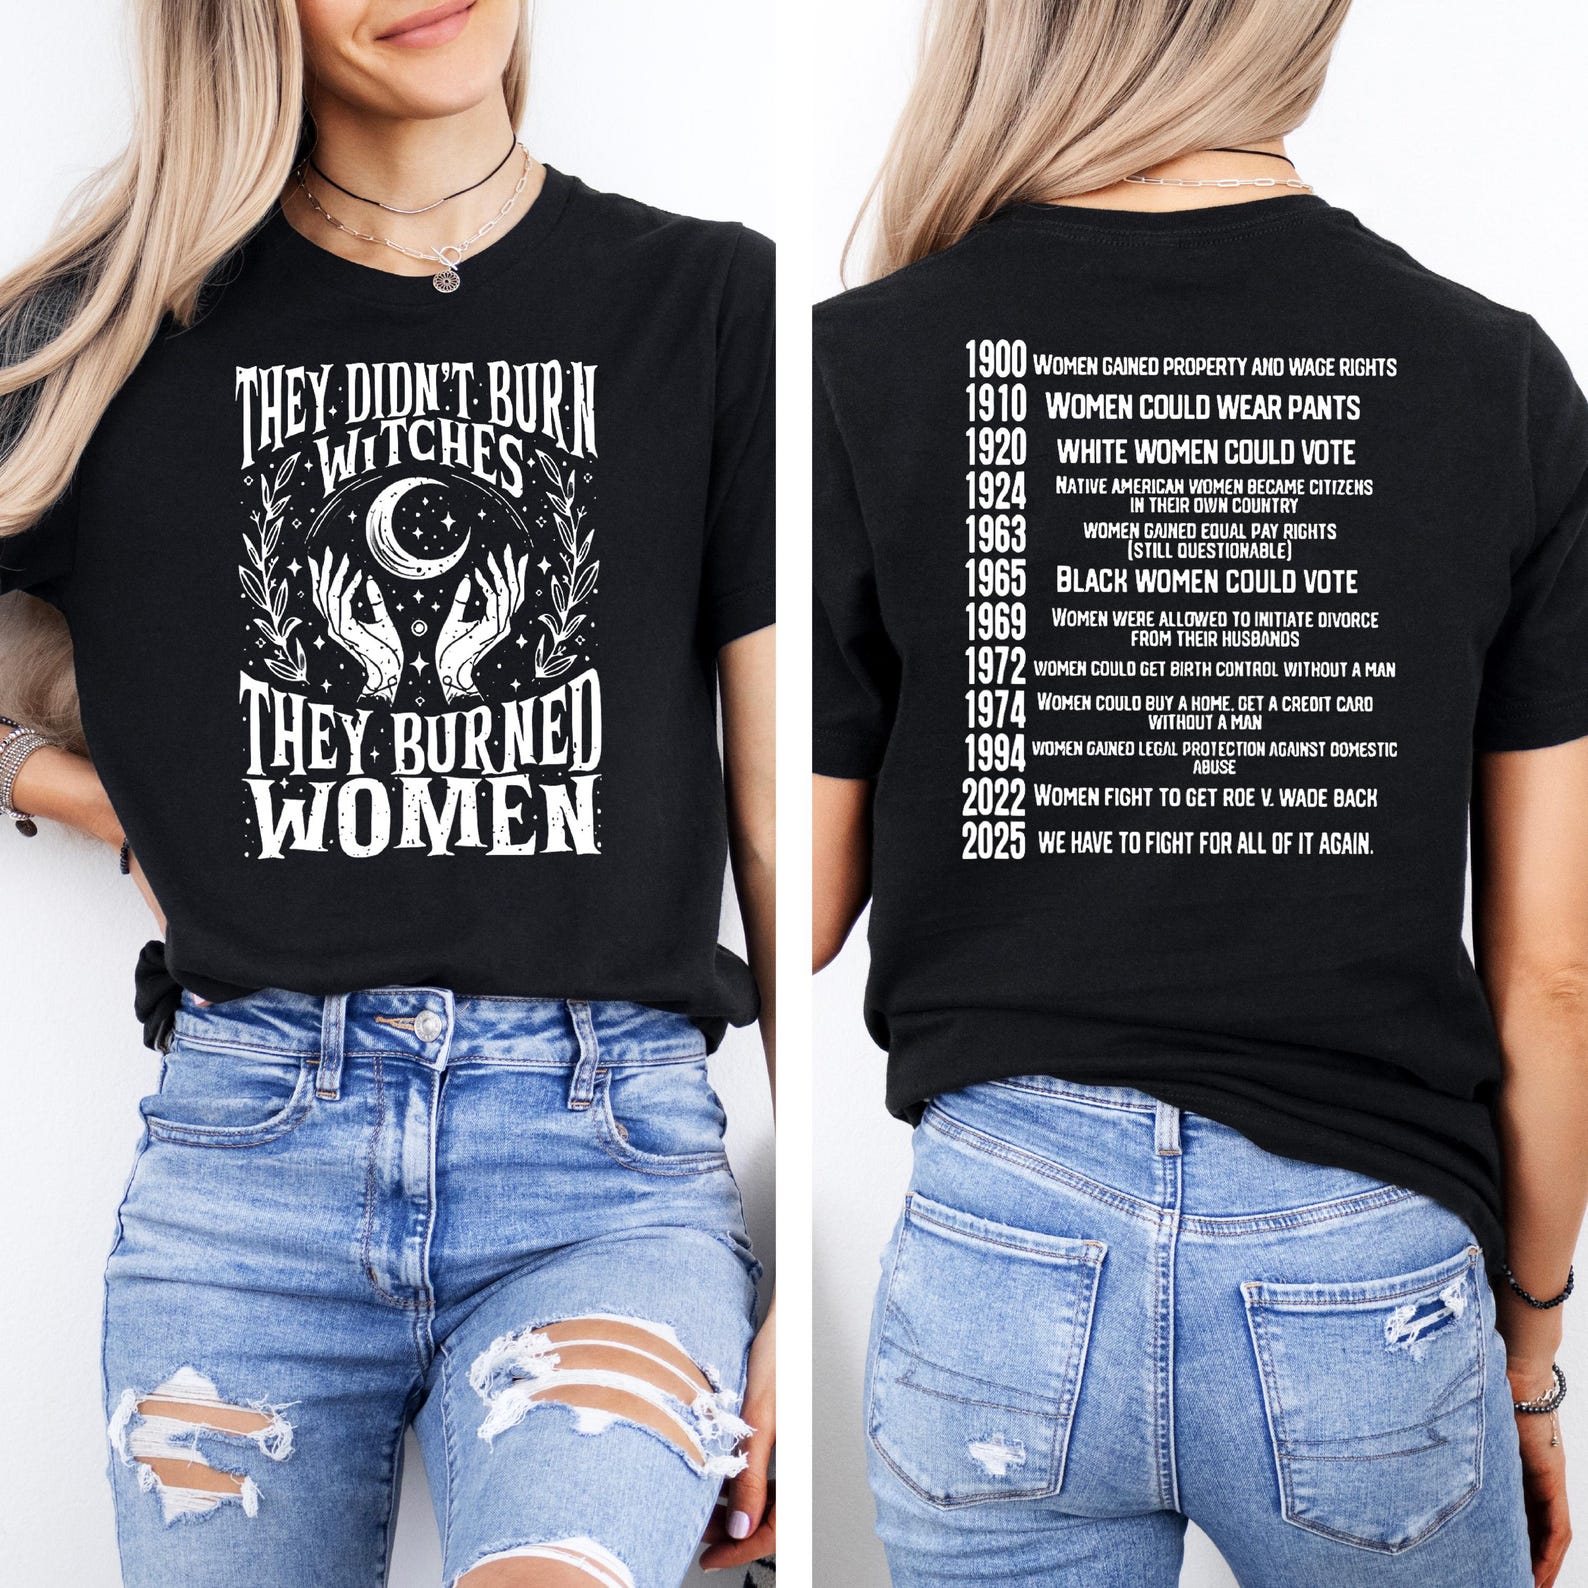 THEY DIDN'T BURN
WITCHES
THEY BURNED
WOMEN
1900 WOMEN GAINED PROPERTY AND WAGE RIGHTS
1910 WOMEN COULD WEAR PANTS
1920 WHITE WOMEN COULD VOTE
1924 NATIVE AMERICAN WOMEN BECAME CITIZENS
IN THEIR OWN COUNTRY
1963 WOMEN GAINED EQUAL PAY RIGHTS
(STILL QUESTIONABLE)
1965 BLACK WOMEN COULD VOTE
1969 WOMEN WERE ALLOWED TO INITIATE DIVORCE
FROM THEIR HUSBANDS
1972 WOMEN COULD GET BIRTH CONTROL WITHOUT A MAN
1974 WOMEN COULD BUY A HOME, GET A CREDIT CARD
WITHOUT A MAN
1994 WOMEN GAINED LEGAL PROTECTION AGAINST DOMESTIC
ABUSE
2022 WOMEN FIGHT TO GET ROE V. WADE BACK
2025 WE HAVE TO FIGHT FOR ALL OF IT AGAIN.